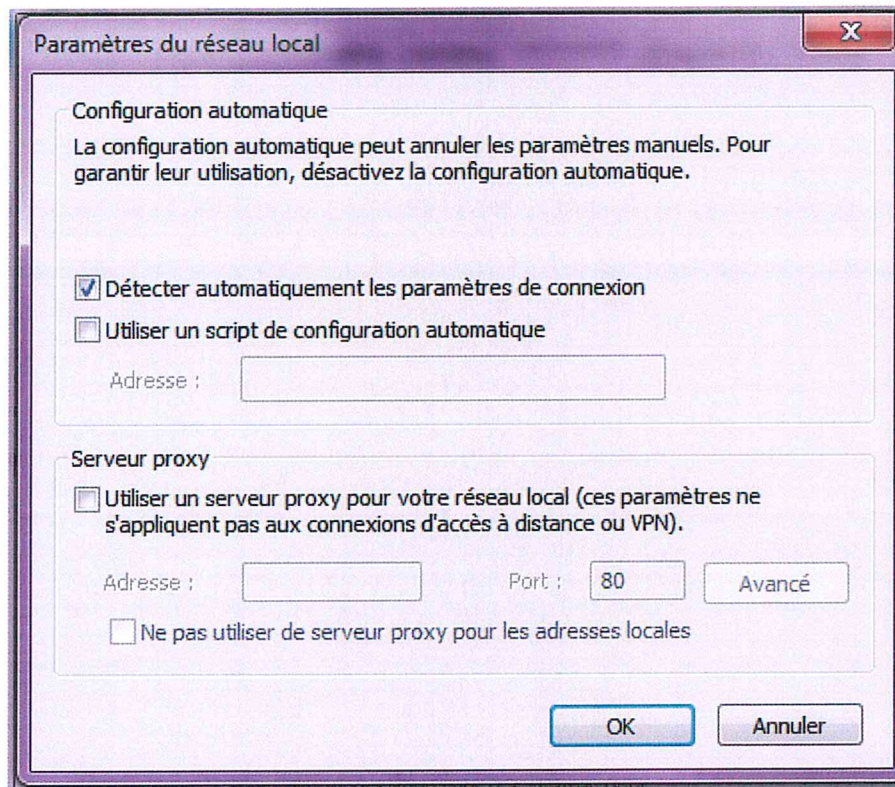 Paramètres du réseau local
Configuration automatique
La configuration automatique peut annuler les paramètres manuels. Pour
garantir leur utilisation, désactivez la configuration automatique.
Détecter automatiquement les paramètres de connexion
Utiliser un script de configuration automatique
Adresse :
Serveur proxy
Utiliser un serveur proxy pour votre réseau local (ces paramètres ne
s'appliquent pas aux connexions d'accès à distance ou VPN).
Adresse : Port : 80 Avancé
Ne pas utiliser de serveur proxy pour les adresses locales
OK Annuler